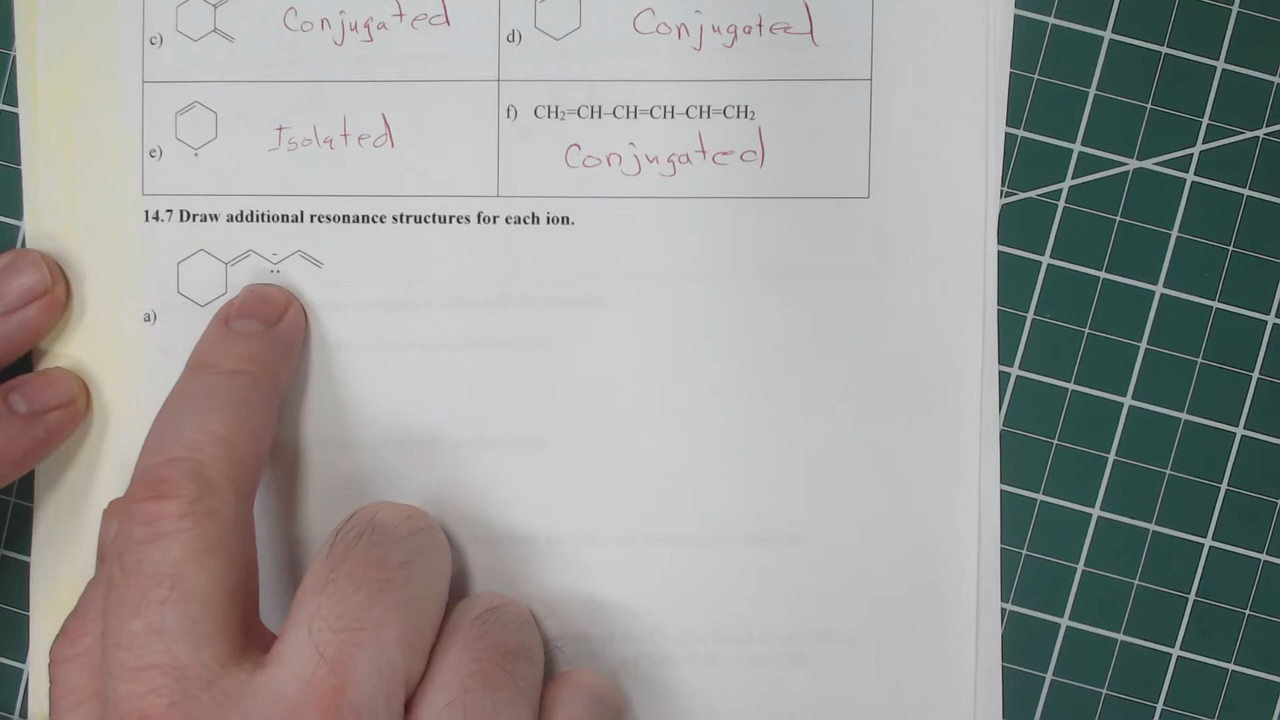 c) Conjugated
d) Conjugated
e) Isolated
f) CH₂=CH–CH=CH–CH=CH₂
Conjugated
14.7 Draw additional resonance structures for each ion.
a)